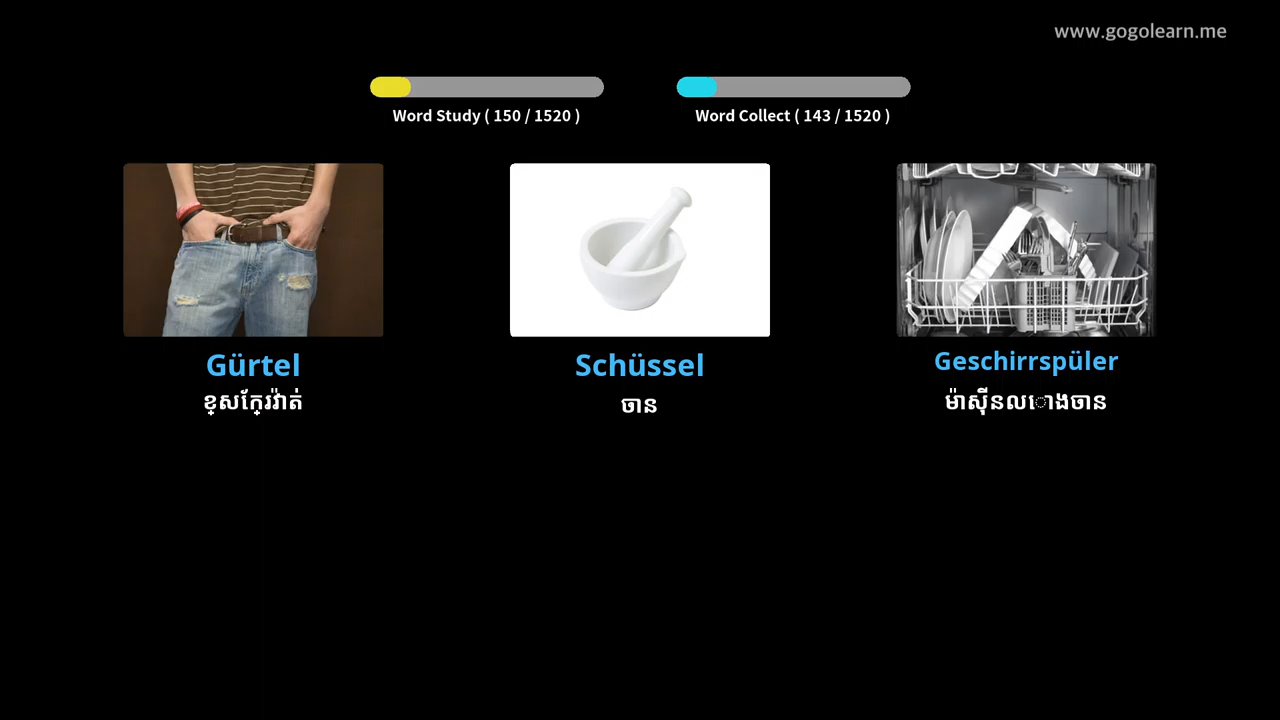 www.gogolearn.me
Word Study ( 150 / 1520 )
Word Collect ( 143 / 1520 )
Gürtel
Schüssel
Geschirrspüler
ខ្សែក្រវ៉ាត់
ចាន
ម៉ាស៊ីនលោងចាន